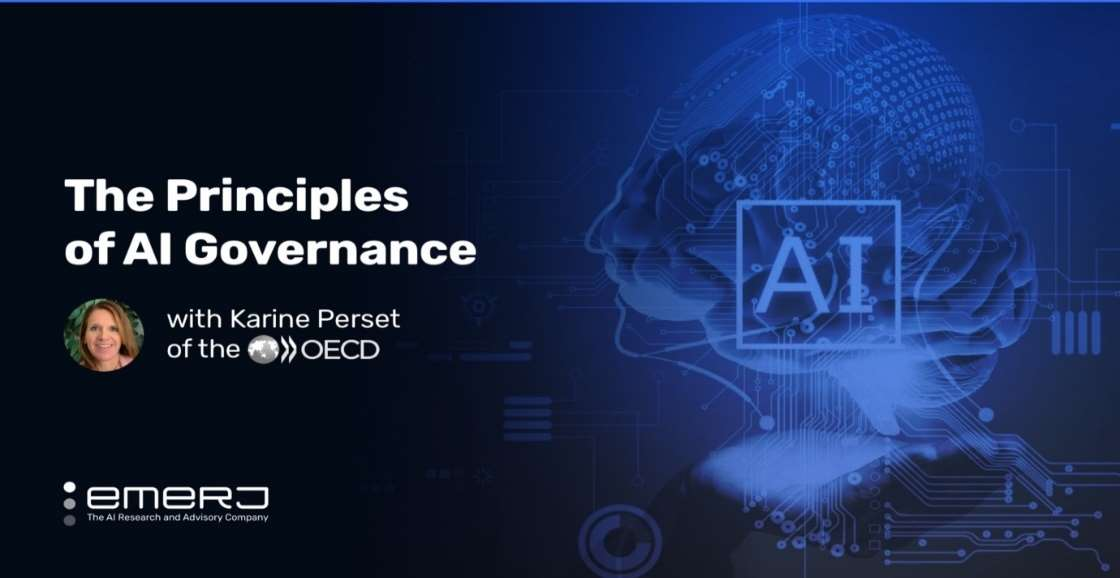 The Principles
of AI Governance
with Karine Perset
of the OECD
emerj
The AI Research and Advisory Company
AI